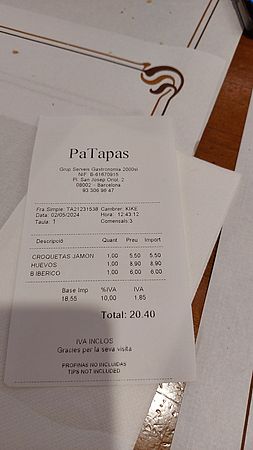 PaTapas
Grup Serveis Gastronomia 2000sl
NIF: B-61670915
Pl. San Josep Oriol, 2
08002 - Barcelona
93 306 96 47
Fra Simple: TA21231538 Cambrer: KIKE
Data: 02/05/2024 Hora: 12:43:12
Taula: 1 Comensals:3
Descripció Quant Preu Import
CROQUETAS JAMON 1,00 5,50 5,50
HUEVOS 1,00 8,90 8,90
B IBERICO 1,00 6,00 6,00
Base Imp %IVA IVA
18,55 10,00 1,85
Total: 20.40
IVA INCLOS
Gracies per la seva visita
PROPINAS NO INCLUIDAS
TIPS NOT INCLUDED